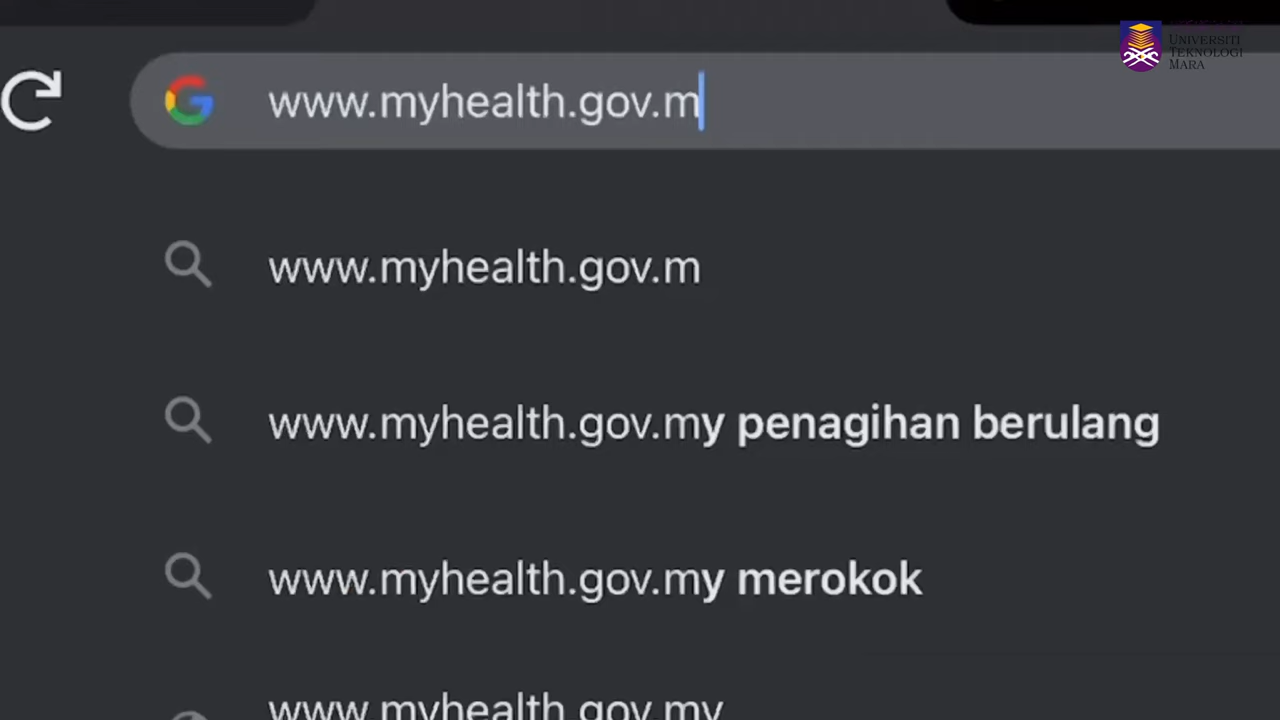 www.myhealth.gov.m
UNIVERSITI
TEKNOLOGI
MARA
www.myhealth.gov.m
www.myhealth.gov.my penagihan berulang
www.myhealth.gov.my merokok
www.myhealth.gov.my